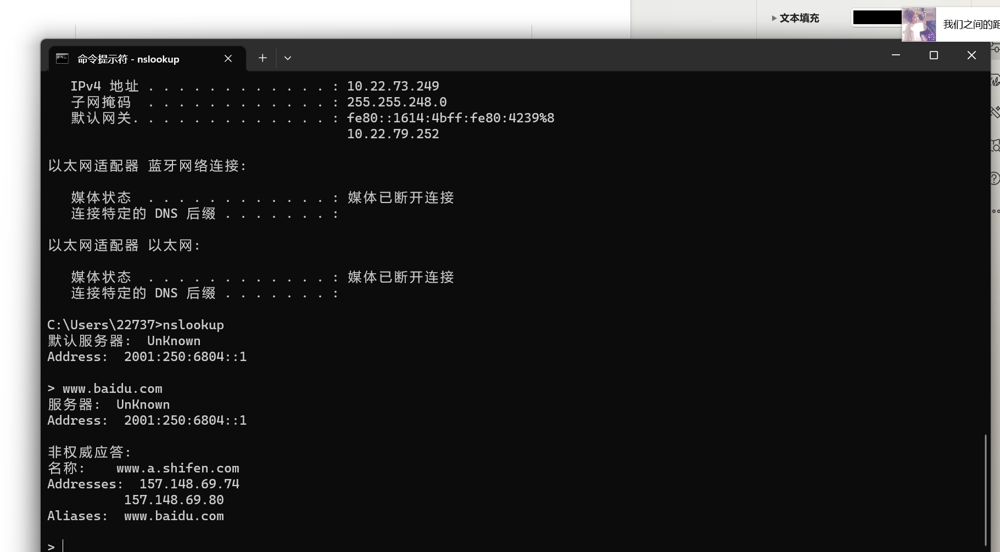 文本填充
我们之间的距
命令提示符 - nslookup
IPv4 地址 . . . . . . . . . . . . : 10.22.73.249
子网掩码  . . . . . . . . . . . . : 255.255.248.0
默认网关. . . . . . . . . . . . . : fe80::1614:4bff:fe80:4239%8
10.22.79.252
以太网适配器 蓝牙网络连接:
媒体状态  . . . . . . . . . . . . : 媒体已断开连接
连接特定的 DNS 后缀 . . . . . . . :
以太网适配器 以太网:
媒体状态  . . . . . . . . . . . . : 媒体已断开连接
连接特定的 DNS 后缀 . . . . . . . :
C:\Users\22737>nslookup
默认服务器:  UnKnown
Address:  2001:250:6804::1
> www.baidu.com
服务器:  UnKnown
Address:  2001:250:6804::1
非权威应答:
名称:    www.a.shifen.com
Addresses:  157.148.69.74
157.148.69.80
Aliases:  www.baidu.com
>